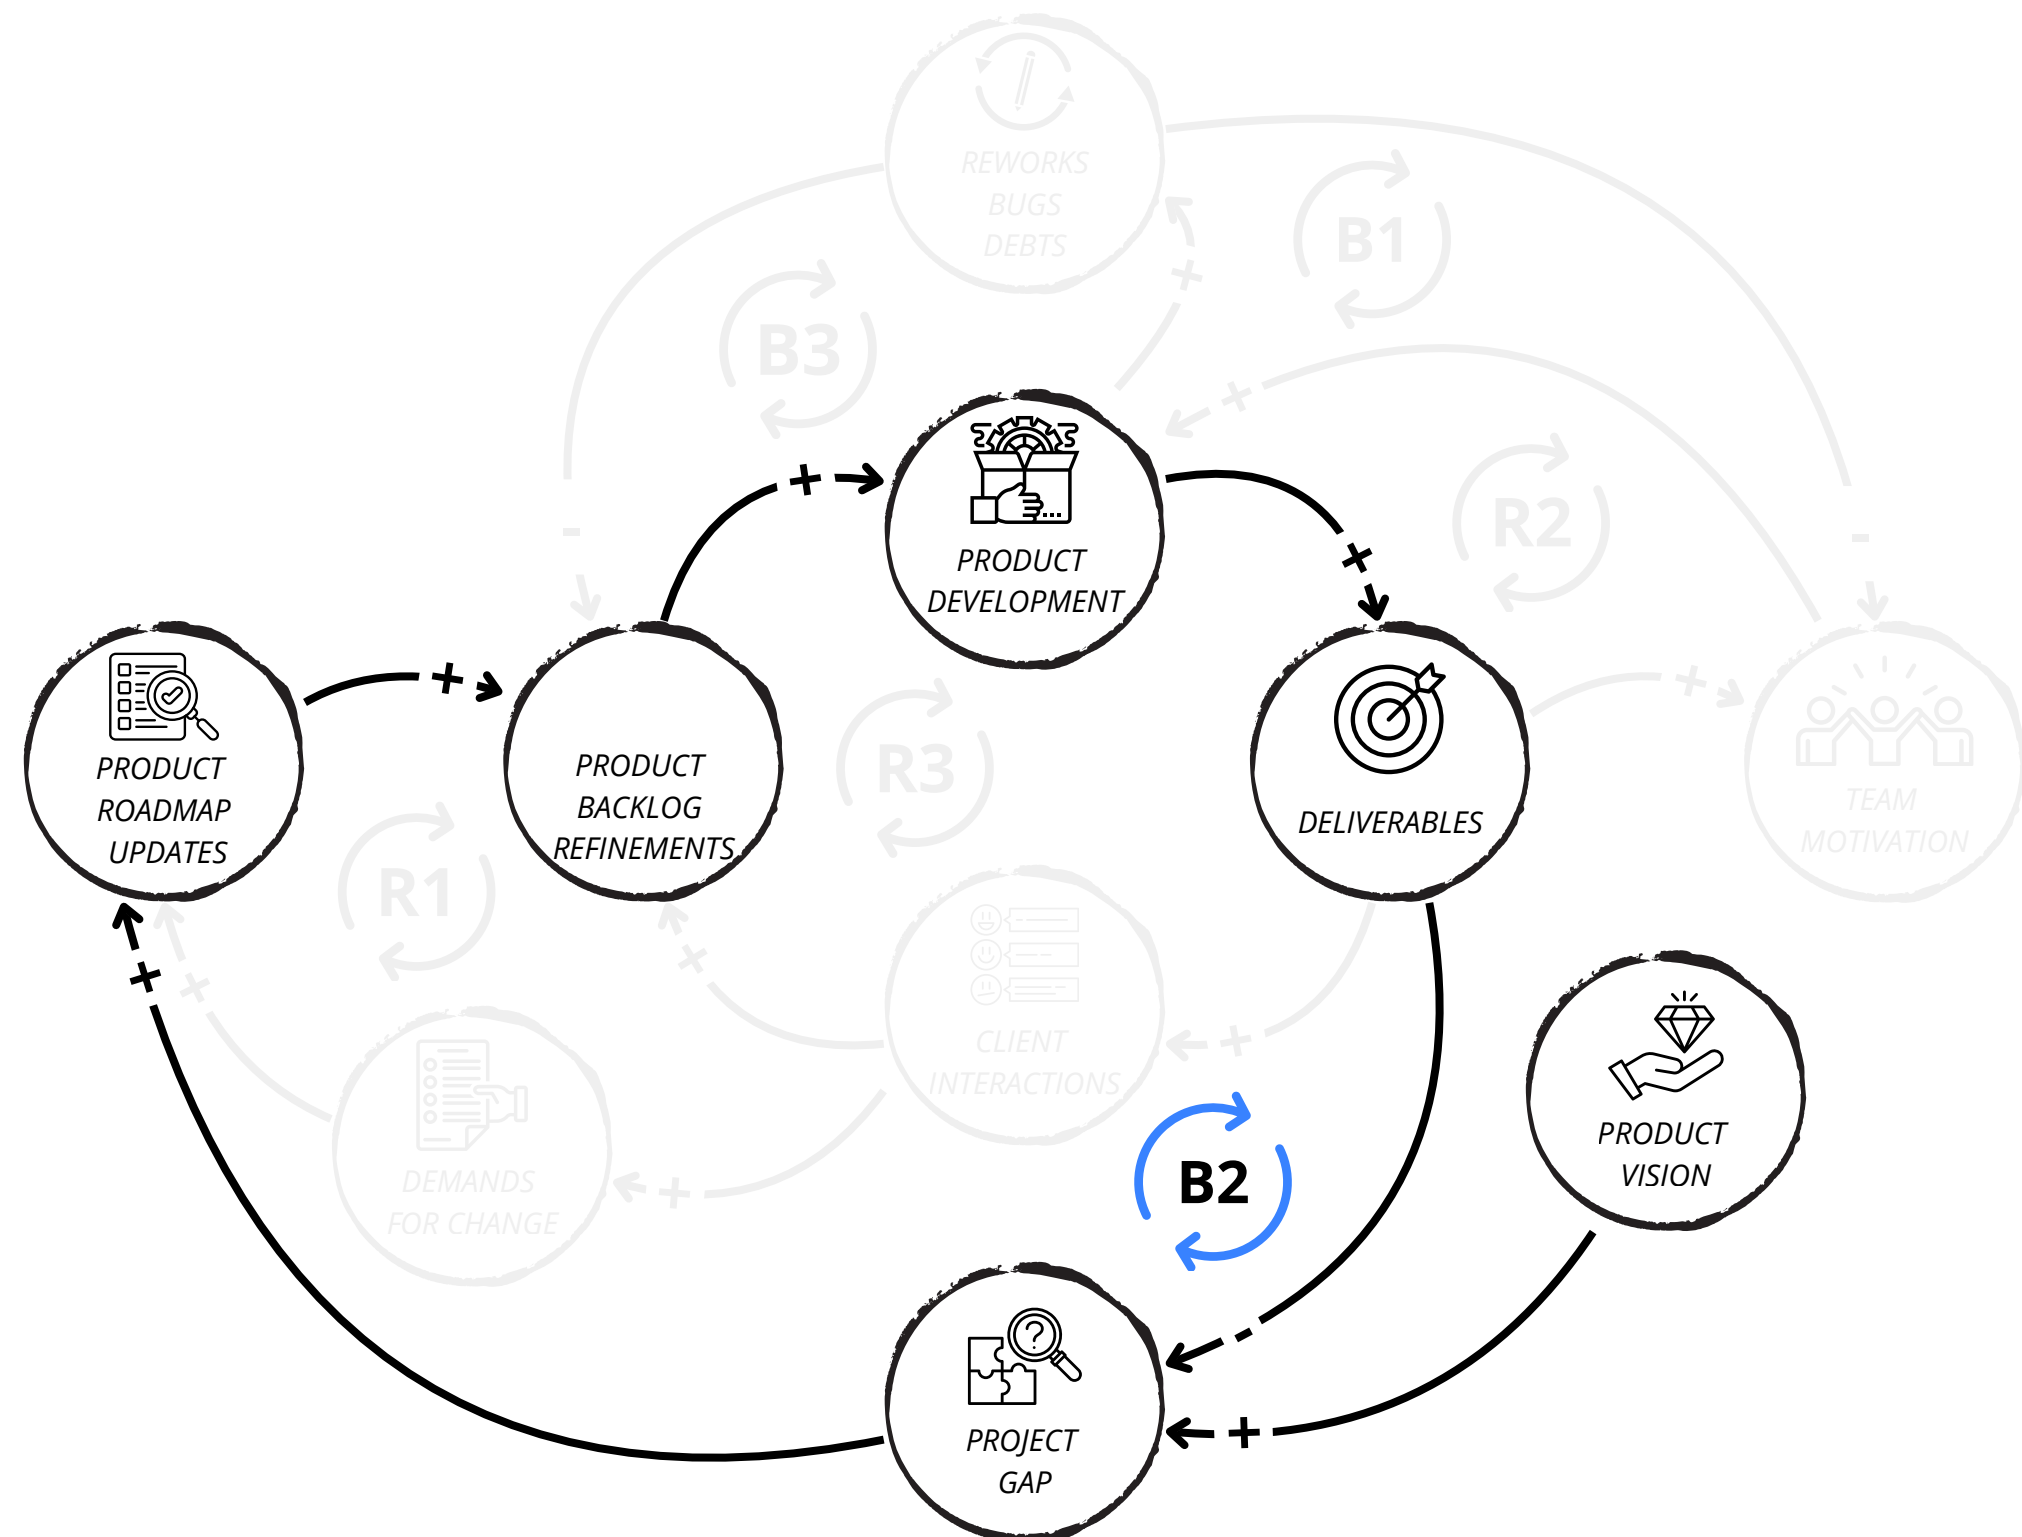 REWORKS
BUGS
DEBTS
B1
+
B3
+
PRODUCT
DEVELOPMENT
+
+
-
-
R2
+
PRODUCT
ROADMAP
UPDATES
+
PRODUCT
BACKLOG
REFINEMENTS
R3
DELIVERABLES
+
TEAM
MOTIVATION
R1
+
+
+
CLIENT
INTERACTIONS
+
DEMANDS
FOR CHANGE
+
B2
PRODUCT
VISION
-
+
?
PROJECT
GAP